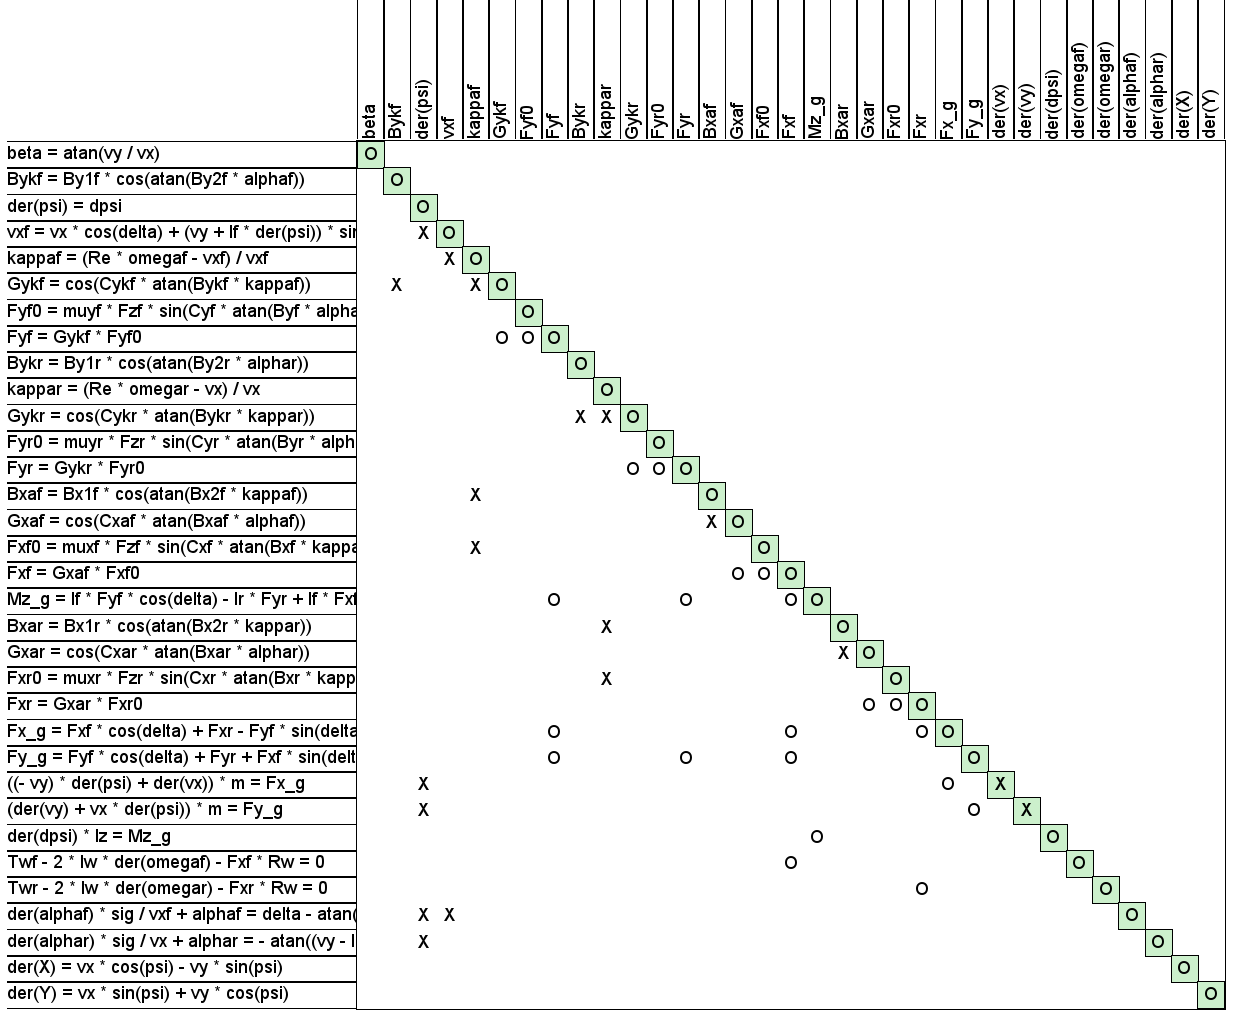 beta
Bykf
der(psi)
vxf
kappaf
Gykf
Fyf0
Fyf
Bykr
kappar
Gykr
Fyr0
Fyr
Bxaf
Gxaf
Fxf0
Fxf
Mz_g
Bxar
Gxar
Fxr0
Fxr
Fx_g
Fy_g
der(vx)
der(vy)
der(dpsi)
der(omegaf)
der(omegar)
der(alphaf)
der(alphar)
der(X)
der(Y)
beta = atan(vy / vx) O
Bykf = By1f * cos(atan(By2f * alphaf)) O
der(psi) = dpsi O
vxf = vx * cos(delta) + (vy + lf * der(psi)) * sin X O
kappaf = (Re * omegaf - vxf) / vxf X O
Gykf = cos(Cykf * atan(Bykf * kappaf)) X X O
Fyf0 = muyf * Fzf * sin(Cyf * atan(Byf * alpha O
Fyf = Gykf * Fyf0 O O O
Bykr = By1r * cos(atan(By2r * alphar)) O
kappar = (Re * omegar - vx) / vx O
Gykr = cos(Cykr * atan(Bykr * kappar)) X X O
Fyr0 = muyr * Fzr * sin(Cyr * atan(Byr * alph O
Fyr = Gykr * Fyr0 O O O
Bxaf = Bx1f * cos(atan(Bx2f * kappaf)) X O
Gxaf = cos(Cxaf * atan(Bxaf * alphaf)) X O
Fxf0 = muxf * Fzf * sin(Cxf * atan(Bxf * kappa X O
Fxf = Gxaf * Fxf0 O O O
Mz_g = lf * Fyf * cos(delta) - lr * Fyr + lf * Fxf O O O O
Bxar = Bx1r * cos(atan(Bx2r * kappar)) X O
Gxar = cos(Cxar * atan(Bxar * alphar)) X O
Fxr0 = muxr * Fzr * sin(Cxr * atan(Bxr * kapp X O
Fxr = Gxar * Fxr0 O O O
Fx_g = Fxf * cos(delta) + Fxr - Fyf * sin(delta O O O O
Fy_g = Fyf * cos(delta) + Fyr + Fxf * sin(delt O O O O
((- vy) * der(psi) + der(vx)) * m = Fx_g X O X
(der(vy) + vx * der(psi)) * m = Fy_g X O X
der(dpsi) * Iz = Mz_g O O
Twf - 2 * Iw * der(omegaf) - Fxf * Rw = 0 O O
Twr - 2 * Iw * der(omegar) - Fxr * Rw = 0 O O
der(alphaf) * sig / vxf + alphaf = delta - atan( X X O
der(alphar) * sig / vx + alphar = - atan((vy - l X O
der(X) = vx * cos(psi) - vy * sin(psi) O
der(Y) = vx * sin(psi) + vy * cos(psi) O